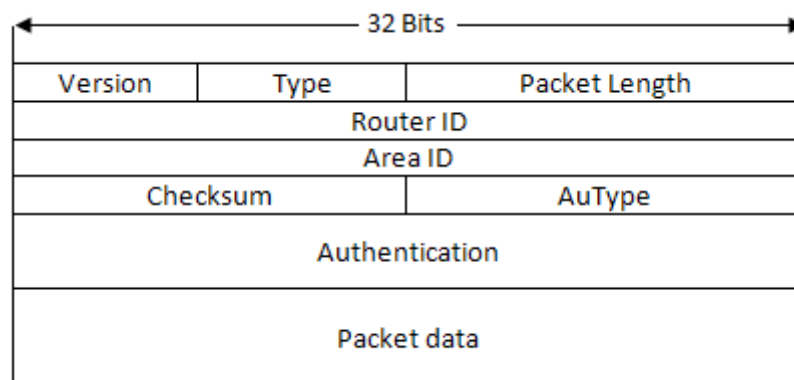 32 Bits
Version Type Packet Length
Router ID
Area ID
Checksum AuType
Authentication
Packet data